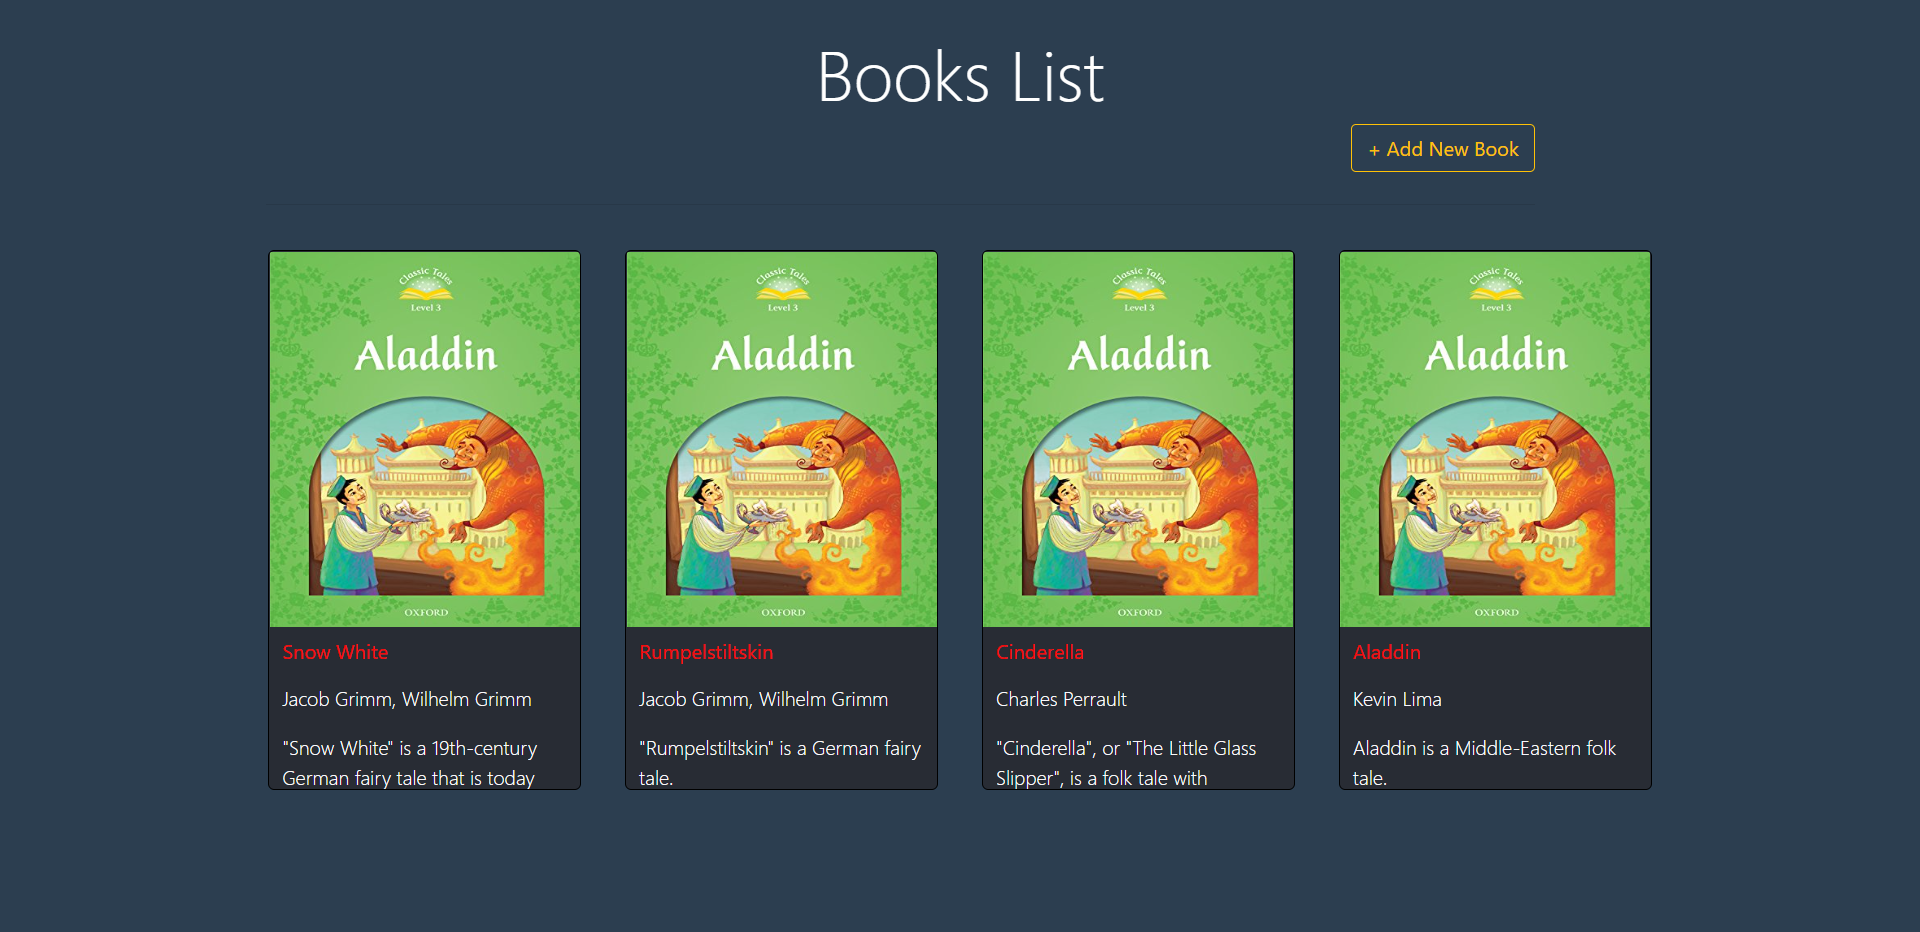 Books List
+ Add New Book
Classic Tales
Level 3
Aladdin
OXFORD
Snow White
Jacob Grimm, Wilhelm Grimm
"Snow White" is a 19th-century
German fairy tale that is today
Classic Tales
Level 3
Aladdin
OXFORD
Rumpelstiltskin
Jacob Grimm, Wilhelm Grimm
"Rumpelstiltskin" is a German fairy
tale.
Classic Tales
Level 3
Aladdin
OXFORD
Cinderella
Charles Perrault
"Cinderella", or "The Little Glass
Slipper", is a folk tale with
Classic Tales
Level 3
Aladdin
OXFORD
Aladdin
Kevin Lima
Aladdin is a Middle-Eastern folk
tale.